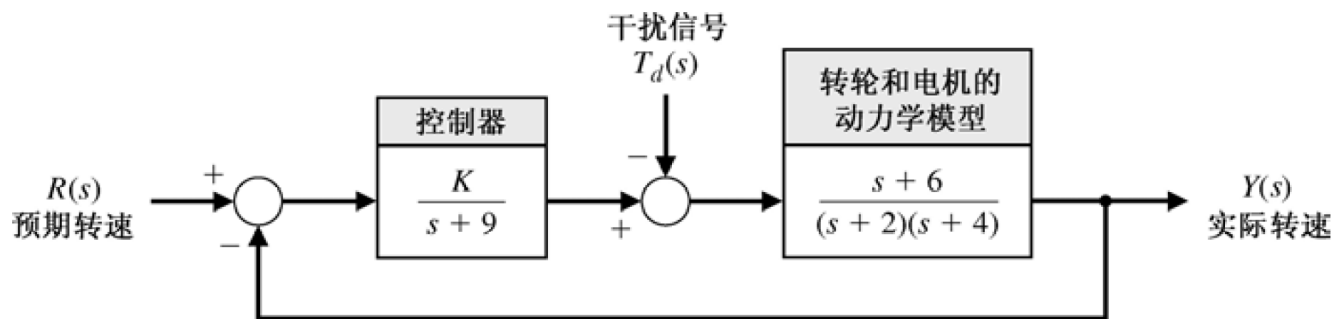 干扰信号
T_d(s)
转轮和电机的
动力学模型
控制器
R(s)
预期转速
+
−
K
s + 9
−
+
s + 6
(s + 2)(s + 4)
Y(s)
实际转速